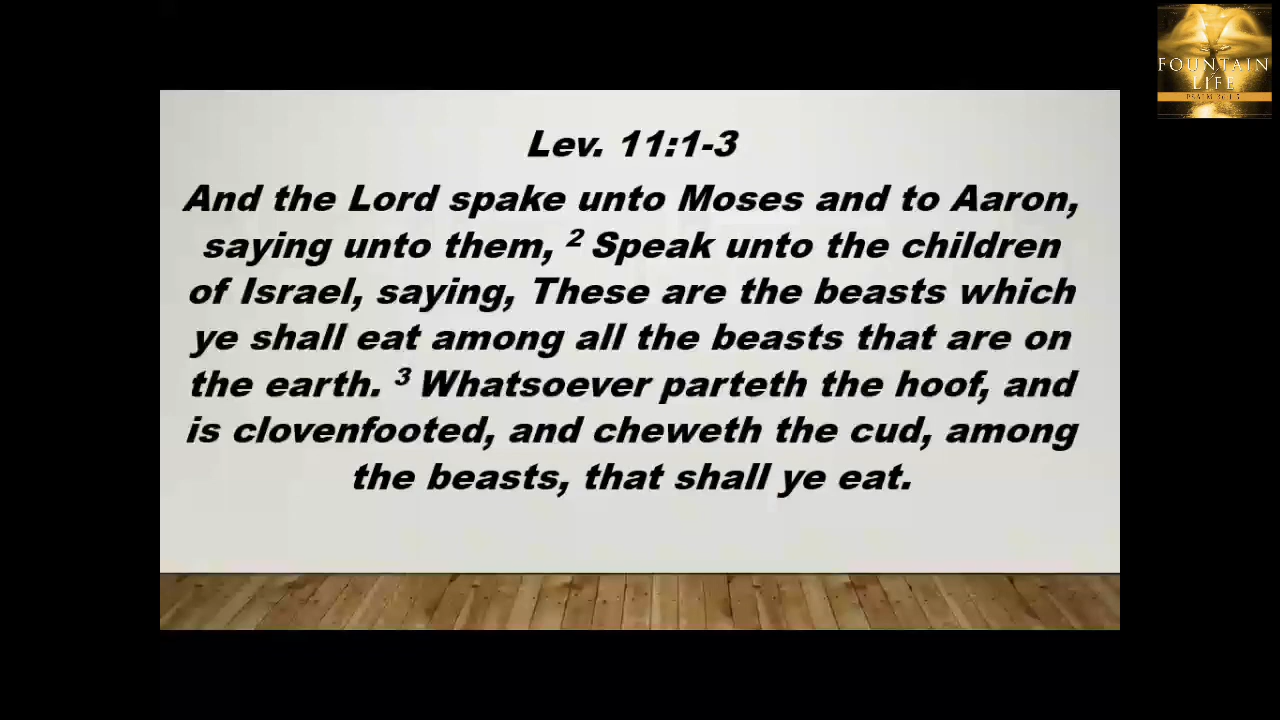 FOUNTAIN
LIFE
Lev. 11:1-3
And the Lord spake unto Moses and to Aaron,
saying unto them, 2 Speak unto the children
of Israel, saying, These are the beasts which
ye shall eat among all the beasts that are on
the earth. 3 Whatsoever parteth the hoof, and
is clovenfooted, and cheweth the cud, among
the beasts, that shall ye eat.